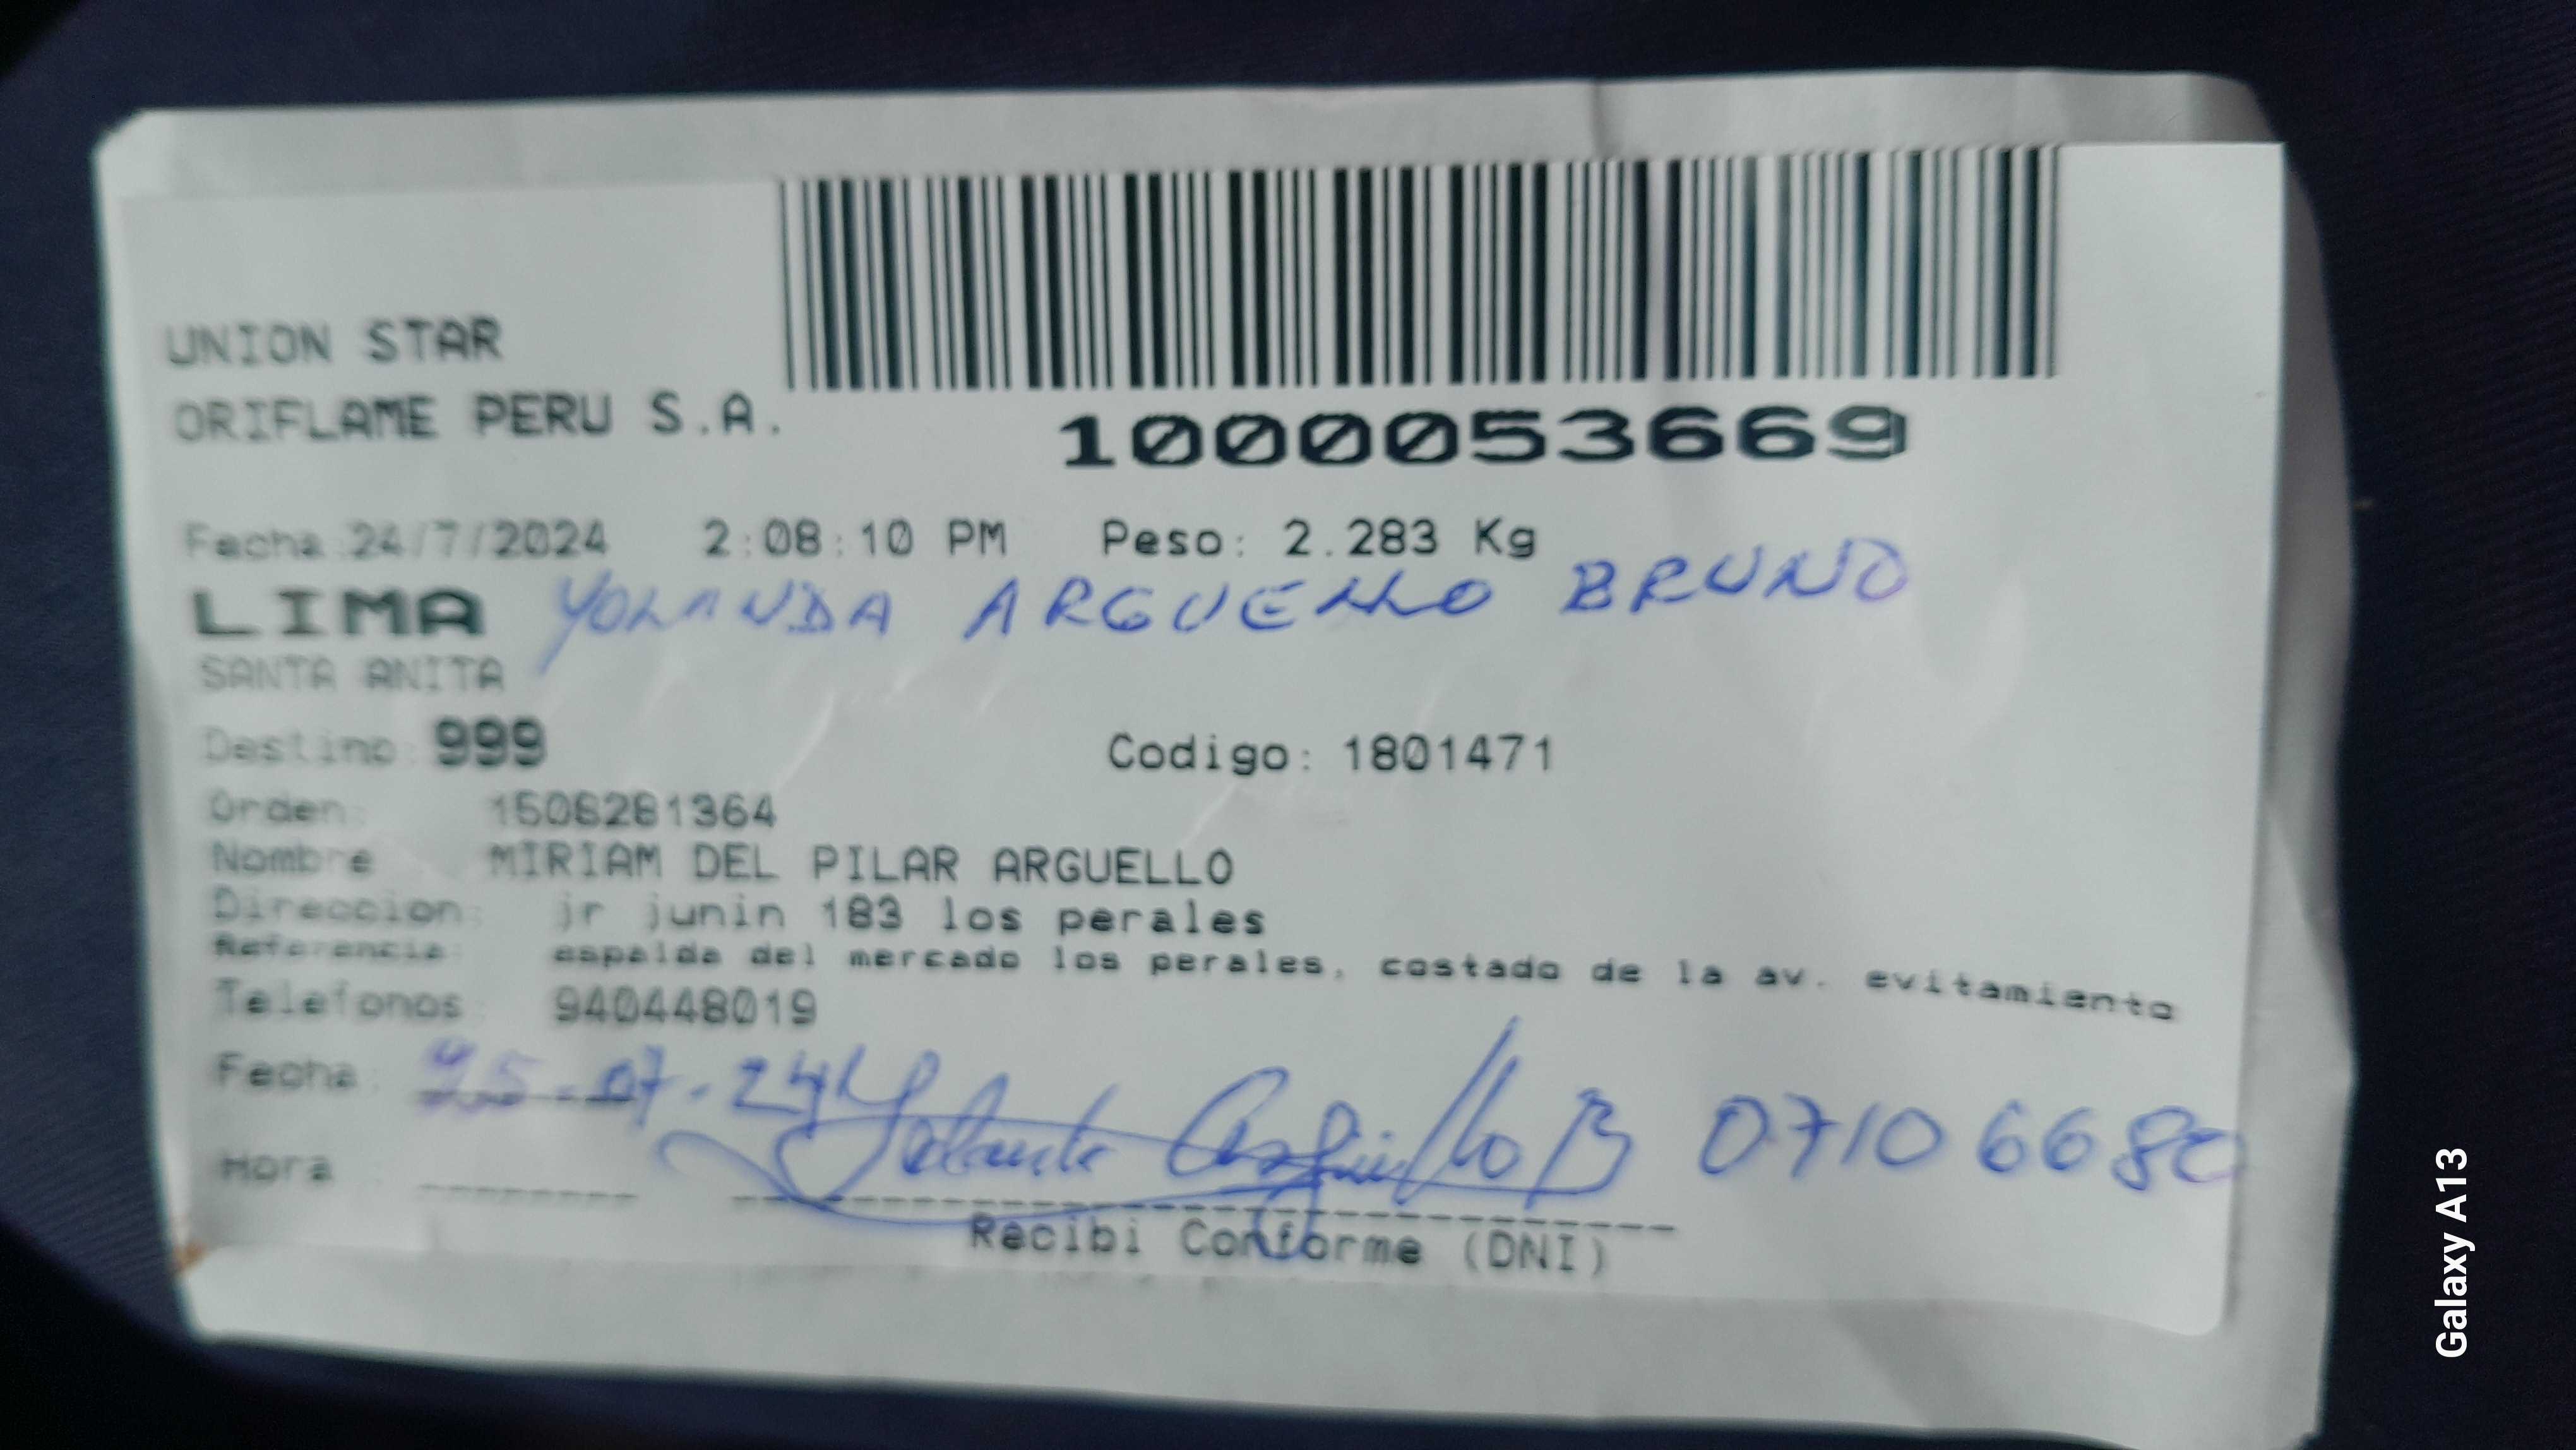 UNION STAR
ORIFLAME PERU S.A.
1000053669
Fecha:24/7/2024 2:08:10 PM Peso: 2.283 Kg
LIMA YOLANDA ARGUELLO BRUNO
SANTA ANITA
Destino: 999 Codigo: 1801471
Orden: 1506281364
Nombre MIRIAM DEL PILAR ARGUELLO
Direccion: jr junin 183 los perales
Referencia: espalda del mercado los perales, costado de la av. evitamiento
Telefonos: 940448019
Fecha: 25-07-24 Yolanda Arguello B 07106680
Hora
Recibi Conforme (DNI)
Galaxy A13